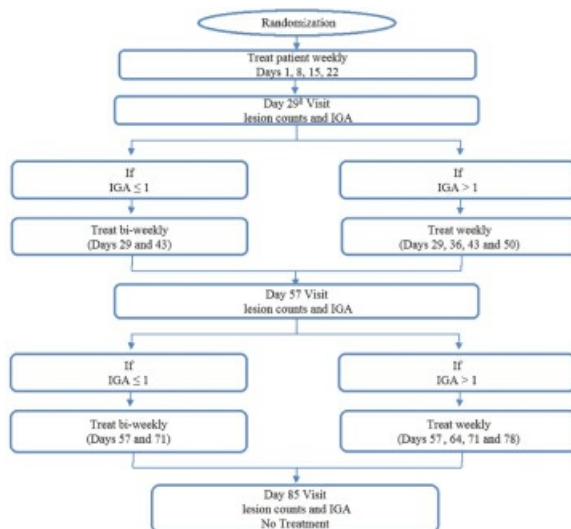 Randomization
Treat patient weekly
Days 1, 8, 15, 22
Day 29ª Visit
lesion counts and IGA
If
IGA ≤ 1
If
IGA > 1
Treat bi-weekly
(Days 29 and 43)
Treat weekly
(Days 29, 36, 43 and 50)
Day 57 Visit
lesion counts and IGA
If
IGA ≤ 1
If
IGA > 1
Treat bi-weekly
(Days 57 and 71)
Treat weekly
(Days 57, 64, 71 and 78)
Day 85 Visit
lesion counts and IGA
No Treatment